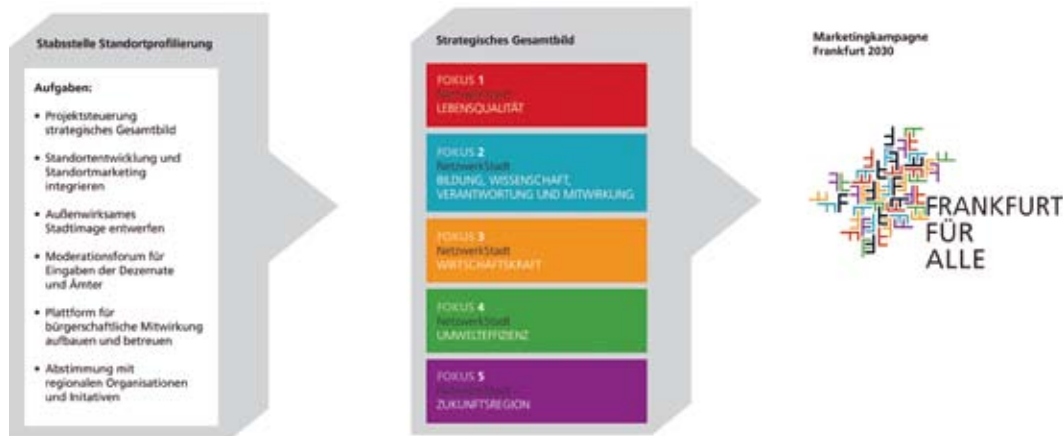 Stabsstelle Standortprofilierung
Aufgaben:
• Projektsteuerung
strategisches Gesamtbild
• Standortentwicklung und
Standortmarketing
integrieren
• Außenwirksames
Stadtimage entwerfen
• Moderationsforum für
Eingaben der Dezernate
und Ämter
• Plattform für
bürgerschaftliche Mitwirkung
aufbauen und betreuen
• Abstimmung mit
regionalen Organisationen
und Initativen
Strategisches Gesamtbild
FOKUS 1
NetzwerkStadt
LEBENSQUALITÄT
FOKUS 2
NetzwerkStadt
BILDUNG, WISSENSCHAFT,
VERANTWORTUNG UND MITWIRKUNG
FOKUS 3
NetzwerkStadt
WIRTSCHAFTSKRAFT
FOKUS 4
NetzwerkStadt
UMWELTEFFIZIENZ
FOKUS 5
NetzwerkStadt
ZUKUNFTSREGION
Marketingkampagne
Frankfurt 2030
FRANKFURT
FÜR
ALLE